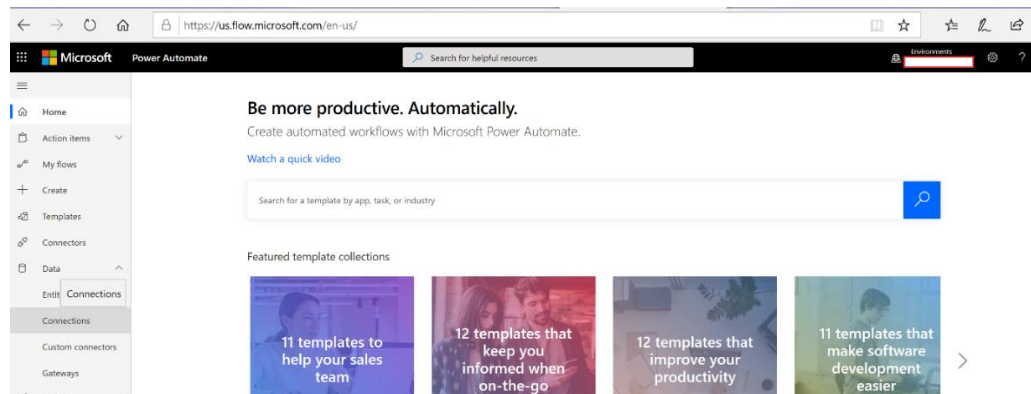 https://us.flow.microsoft.com/en-us/
Microsoft Power Automate
Search for helpful resources
Environments
?
Home
Action items
My flows
Create
Templates
Connectors
Data
Entit
Connections
Connections
Custom connectors
Gateways
Be more productive. Automatically.
Create automated workflows with Microsoft Power Automate.
Watch a quick video
Search for a template by app, task, or industry
Featured template collections
11 templates to
help your sales
team
12 templates that
keep you
informed when
on-the-go
12 templates that
improve your
productivity
11 templates that
make software
development
easier